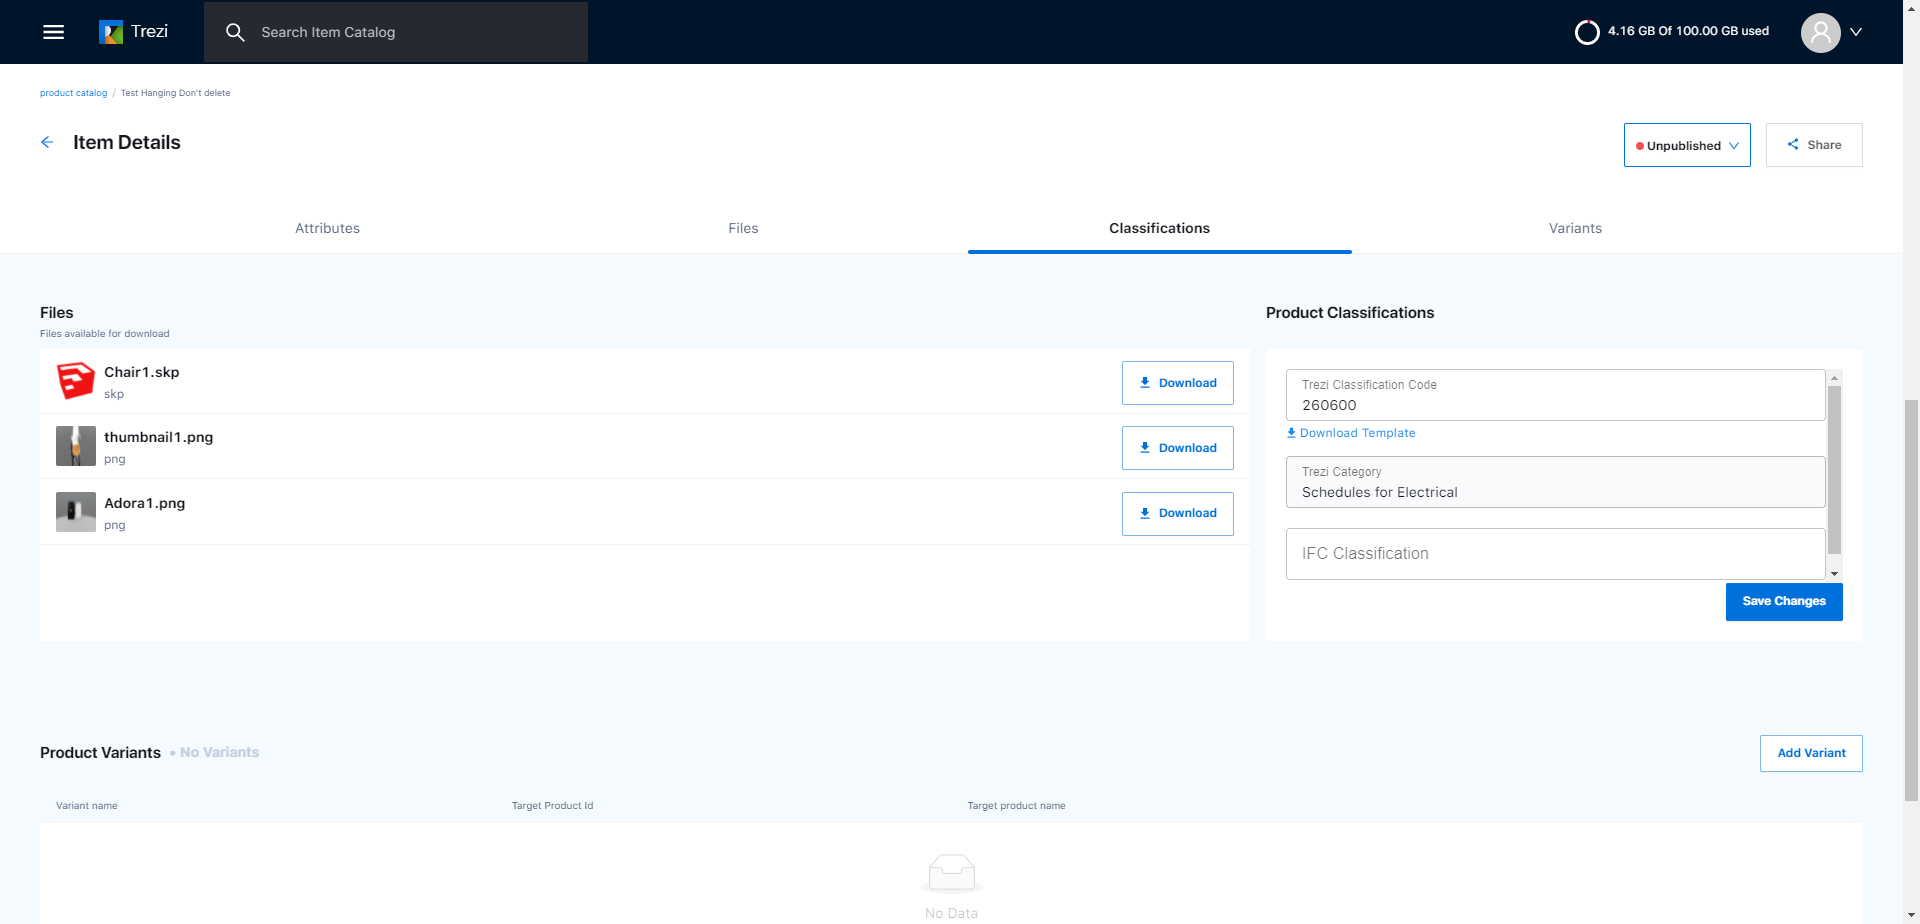 Trezi
Search Item Catalog
4.16 GB Of 100.00 GB used
product catalog / Test Hanging Don't delete
Item Details
Unpublished
Share
Attributes
Files
Classifications
Variants
Files
Files available for download
Chair1.skp
skp
Download
thumbnail1.png
png
Download
Adora1.png
png
Download
Product Classifications
Trezi Classification Code
260600
Download Template
Trezi Category
Schedules for Electrical
IFC Classification
Save Changes
Product Variants • No Variants
Add Variant
Variant name
Target Product Id
Target product name
No Data